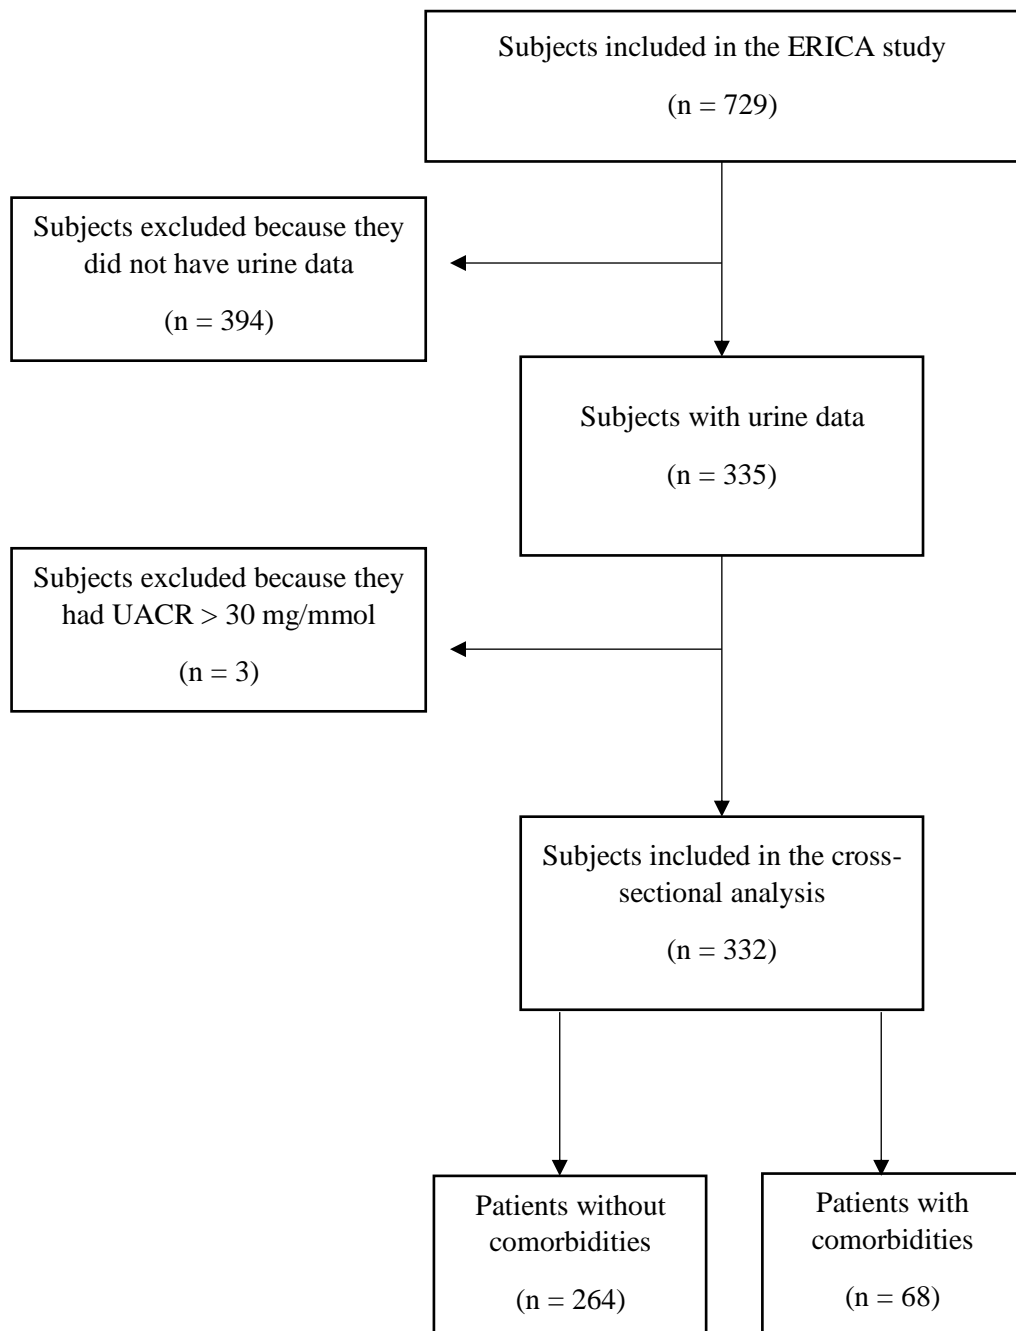 Subjects included in the ERICA study
(n = 729)
Subjects excluded because they
did not have urine data
(n = 394)
Subjects with urine data
(n = 335)
Subjects excluded because they
had UACR > 30 mg/mmol
(n = 3)
Subjects included in the cross-
sectional analysis
(n = 332)
Patients without
comorbidities
(n = 264)
Patients with
comorbidities
(n = 68)